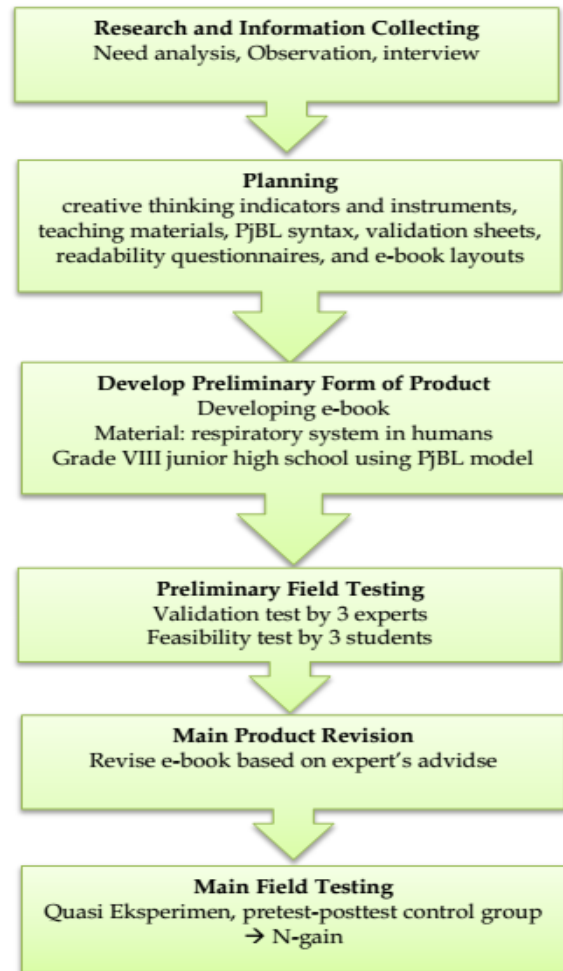 Research and Information Collecting
Need analysis, Observation, interview
Planning
creative thinking indicators and instruments,
teaching materials, PjBL syntax, validation sheets,
readability questionnaires, and e-book layouts
Develop Preliminary Form of Product
Developing e-book
Material: respiratory system in humans
Grade VIII junior high school using PjBL model
Preliminary Field Testing
Validation test by 3 experts
Feasibility test by 3 students
Main Product Revision
Revise e-book based on expert's advidse
Main Field Testing
Quasi Eksperimen, pretest-posttest control group
→ N-gain